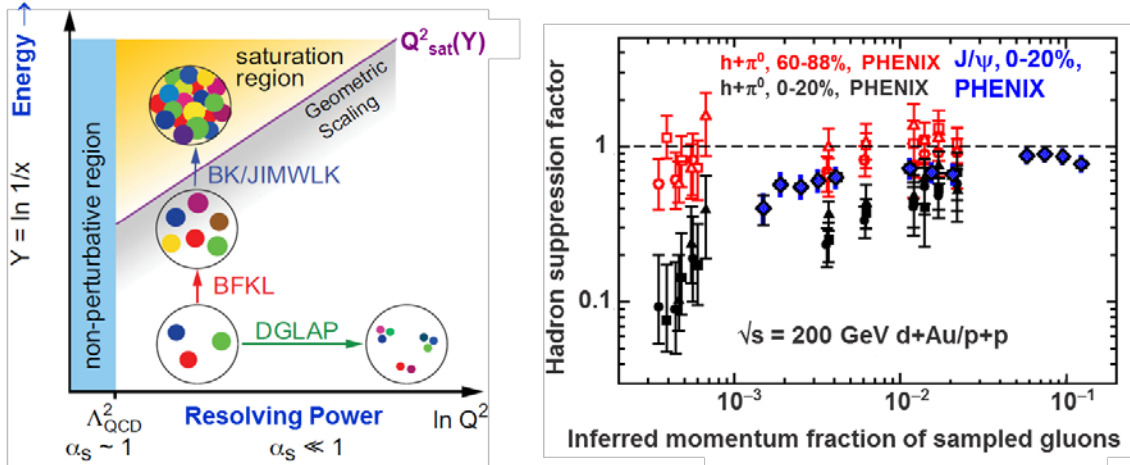 Energy →
Y = ln 1/x
non-perturbative region
saturation
region
Q²sat(Y)
Geometric
Scaling
BK/JIMWLK
BFKL
DGLAP
Λ²QCD
Resolving Power
ln Q²
αs ~ 1
αs ≪ 1
Hadron suppression factor
1
0.1
h+π⁰, 60-88%, PHENIX
h+π⁰, 0-20%, PHENIX
J/ψ, 0-20%,
PHENIX
√s = 200 GeV d+Au/p+p
10⁻³
10⁻²
10⁻¹
Inferred momentum fraction of sampled gluons